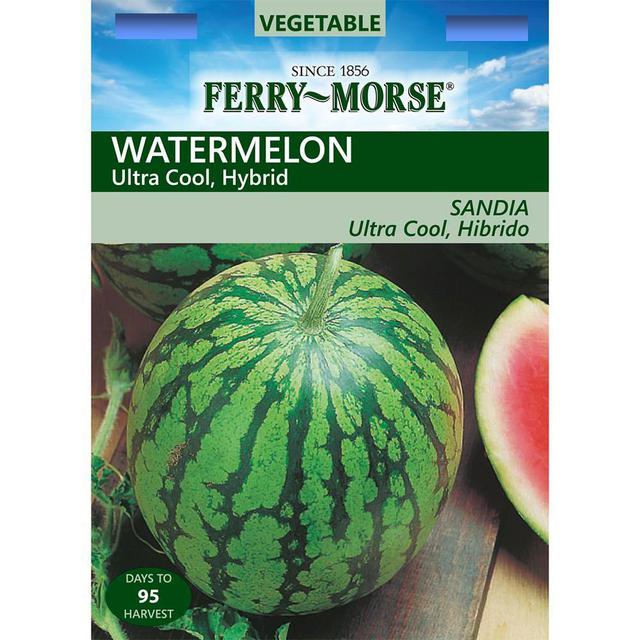 VEGETABLE
SINCE 1856
FERRY~MORSE®
WATERMELON
Ultra Cool, Hybrid
SANDIA
Ultra Cool, Hibrido
DAYS TO
95
HARVEST